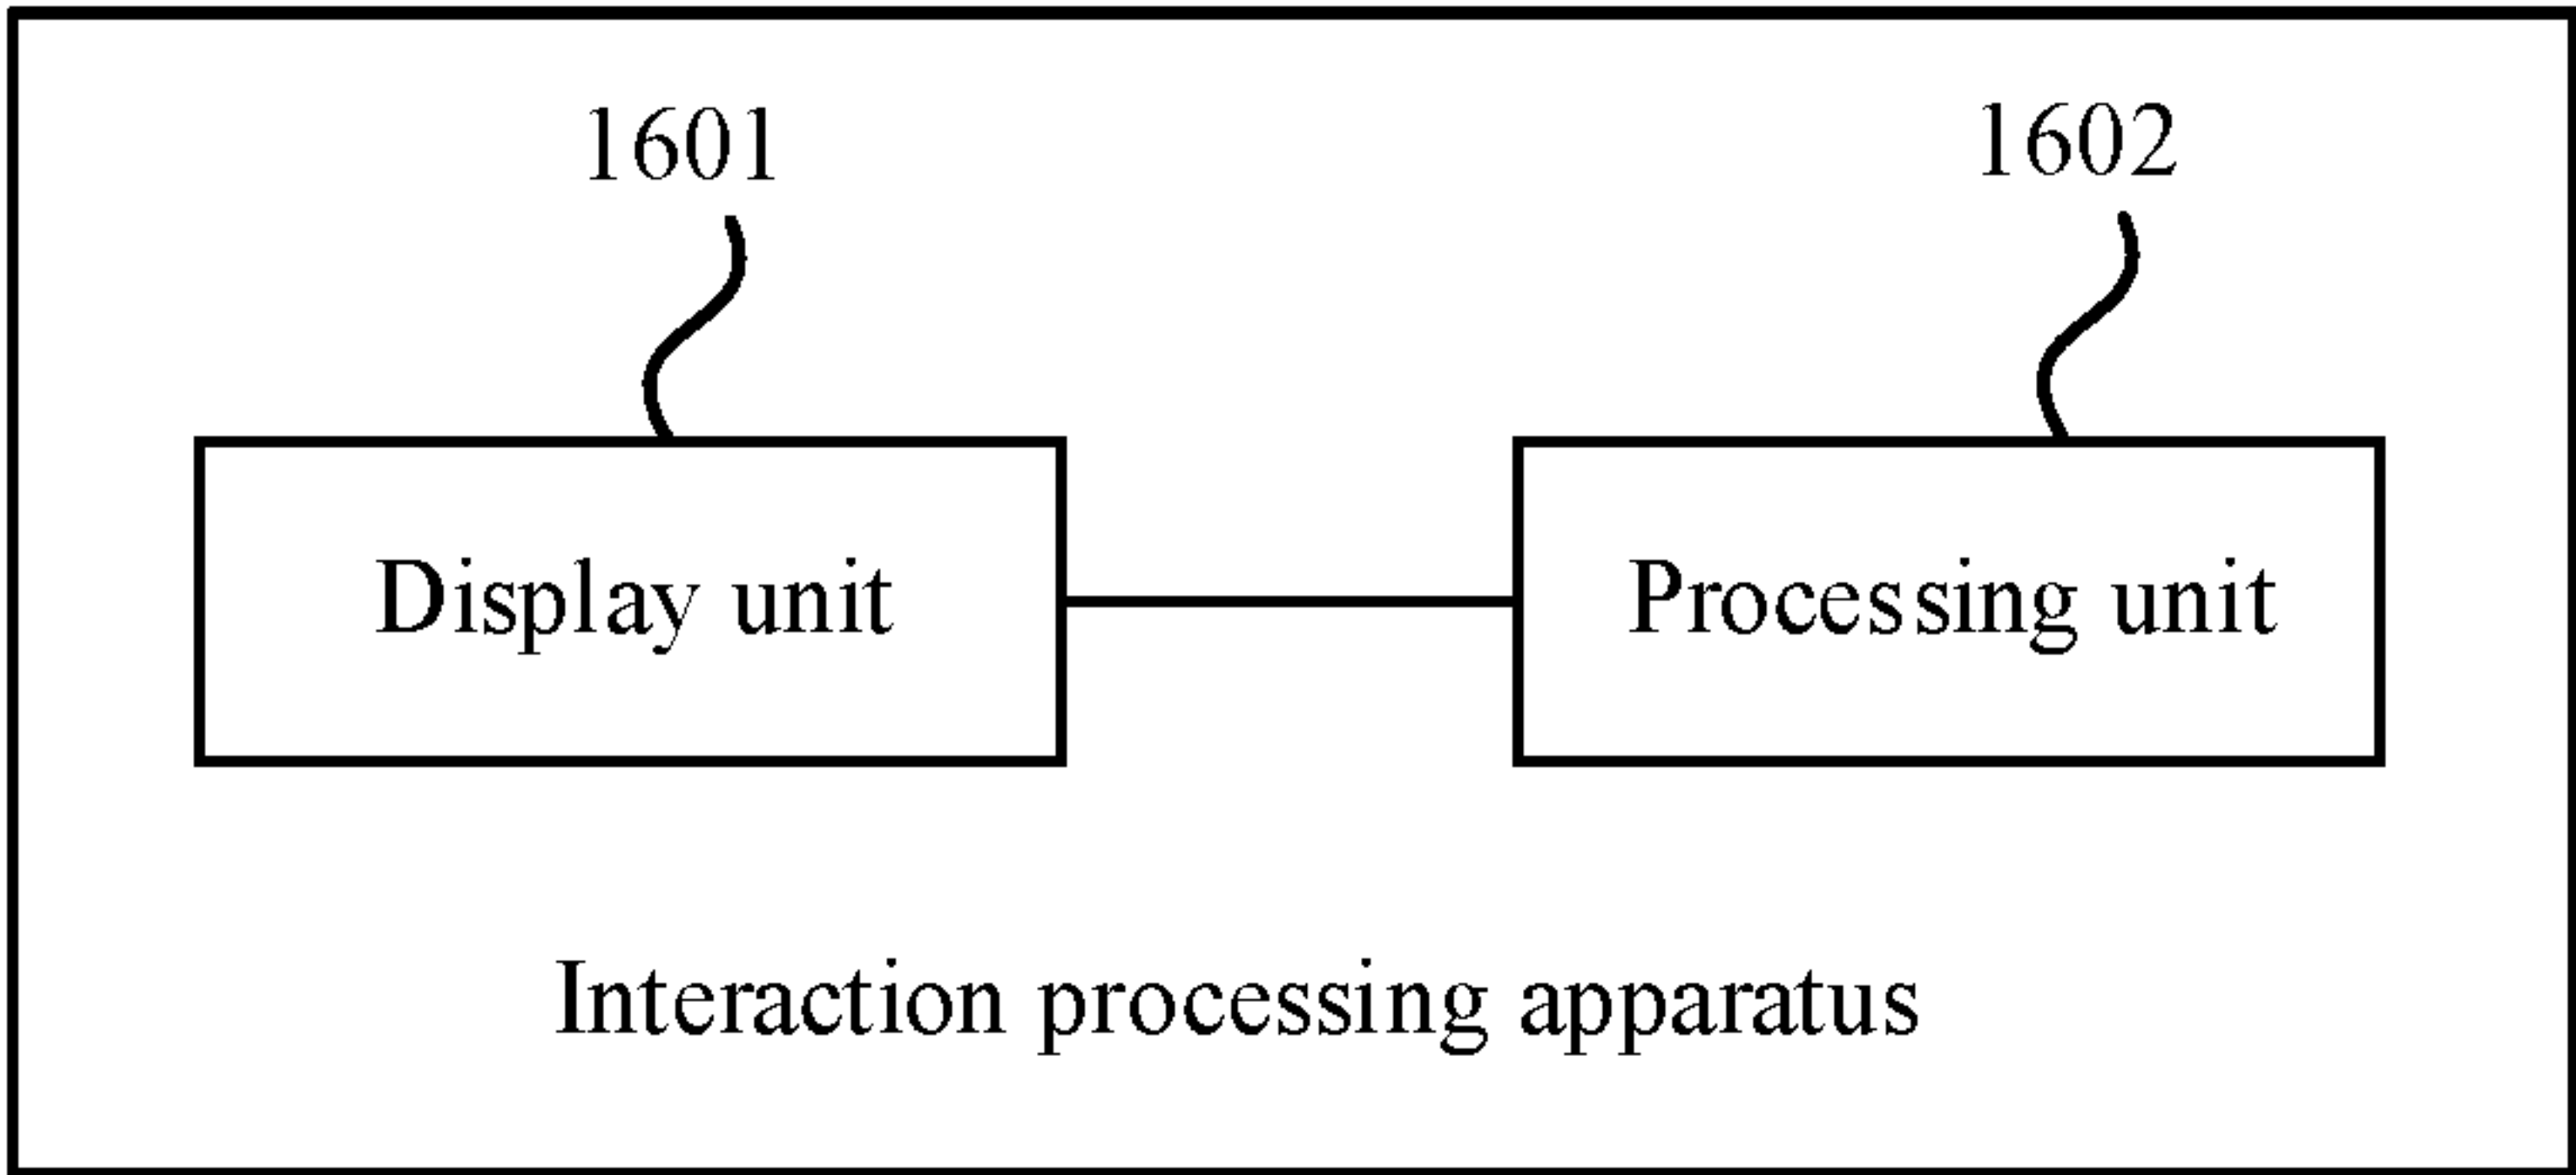 1601
1602
Display unit
Processing unit
Interaction processing apparatus